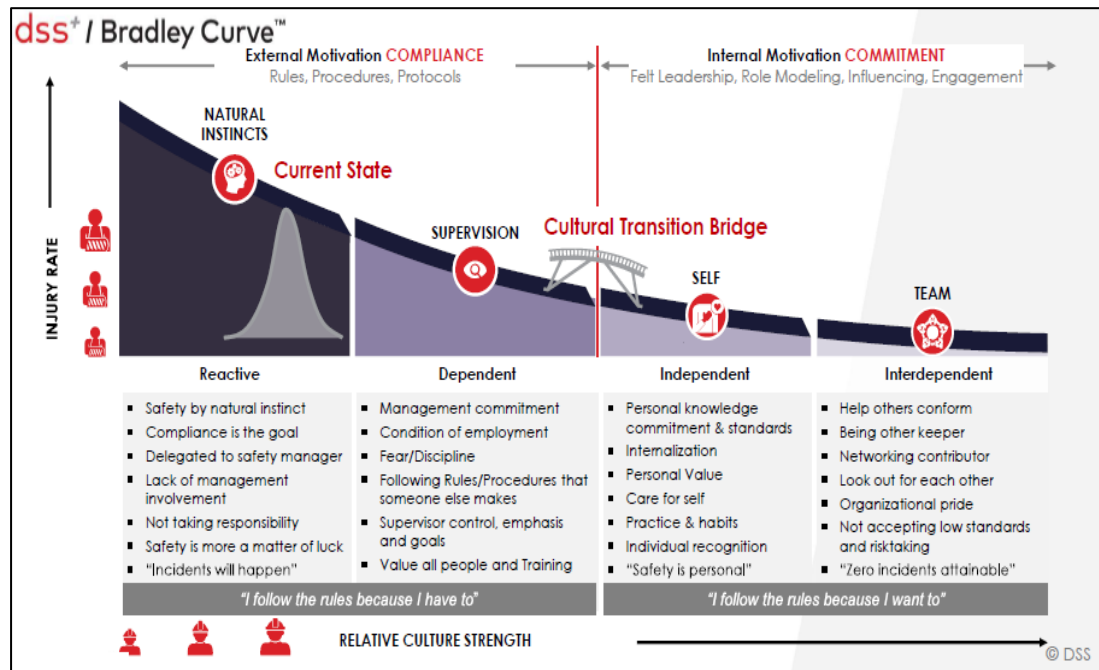 dss+ / Bradley Curve™
External Motivation COMPLIANCE
Rules, Procedures, Protocols
Internal Motivation COMMITMENT
Felt Leadership, Role Modeling, Influencing, Engagement
INJURY RATE
NATURAL
INSTINCTS
Current State
SUPERVISION
Cultural Transition Bridge
SELF
TEAM
Reactive
▪ Safety by natural instinct
▪ Compliance is the goal
▪ Delegated to safety manager
▪ Lack of management
involvement
▪ Not taking responsibility
▪ Safety is more a matter of luck
▪ “Incidents will happen”
Dependent
▪ Management commitment
▪ Condition of employment
▪ Fear/Discipline
▪ Following Rules/Procedures that
someone else makes
▪ Supervisor control, emphasis
and goals
▪ Value all people and Training
Independent
▪ Personal knowledge
commitment & standards
▪ Internalization
▪ Personal Value
▪ Care for self
▪ Practice & habits
▪ Individual recognition
▪ “Safety is personal”
Interdependent
▪ Help others conform
▪ Being other keeper
▪ Networking contributor
▪ Look out for each other
▪ Organizational pride
▪ Not accepting low standards
and risktaking
▪ “Zero incidents attainable”
“I follow the rules because I have to”
“I follow the rules because I want to”
RELATIVE CULTURE STRENGTH
© DSS